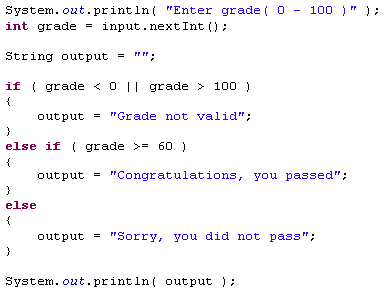 System.out.println( "Enter grade( 0 - 100 )" );
int grade = input.nextInt();
String output = "";
if ( grade < 0 || grade > 100 )
{
output = "Grade not valid";
}
else if ( grade >= 60 )
{
output = "Congratulations, you passed";
}
else
{
output = "Sorry, you did not pass";
}
System.out.println( output );